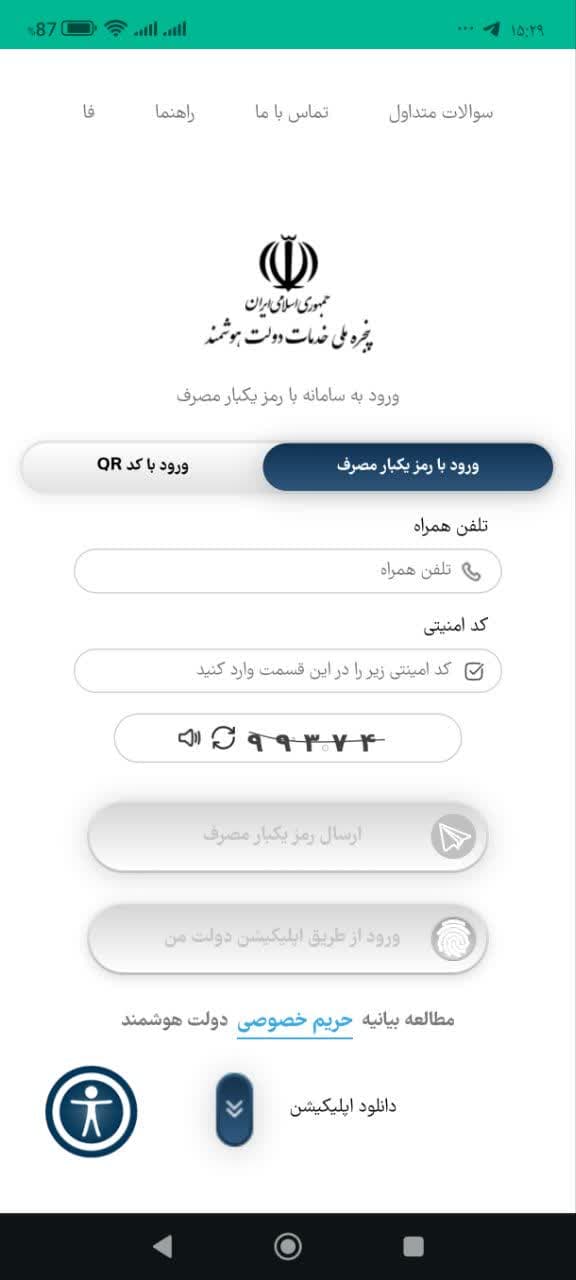 %87 ۱۵:۲۹
سوالات متداول تماس با ما راهنما فا
جمهوری اسلامی ایران
پنجره ملی خدمات دولت هوشمند
ورود به سامانه با رمز یکبار مصرف
ورود با رمز یکبار مصرف ورود با کد QR
تلفن همراه
تلفن همراه
کد امنیتی
کد امینتی زیر را در این قسمت وارد کنید
۹۹۳۷۴
ارسال رمز یکبار مصرف
ورود از طریق اپلیکیشن دولت من
مطالعه بیانیه حریم خصوصی دولت هوشمند
دانلود اپلیکیشن